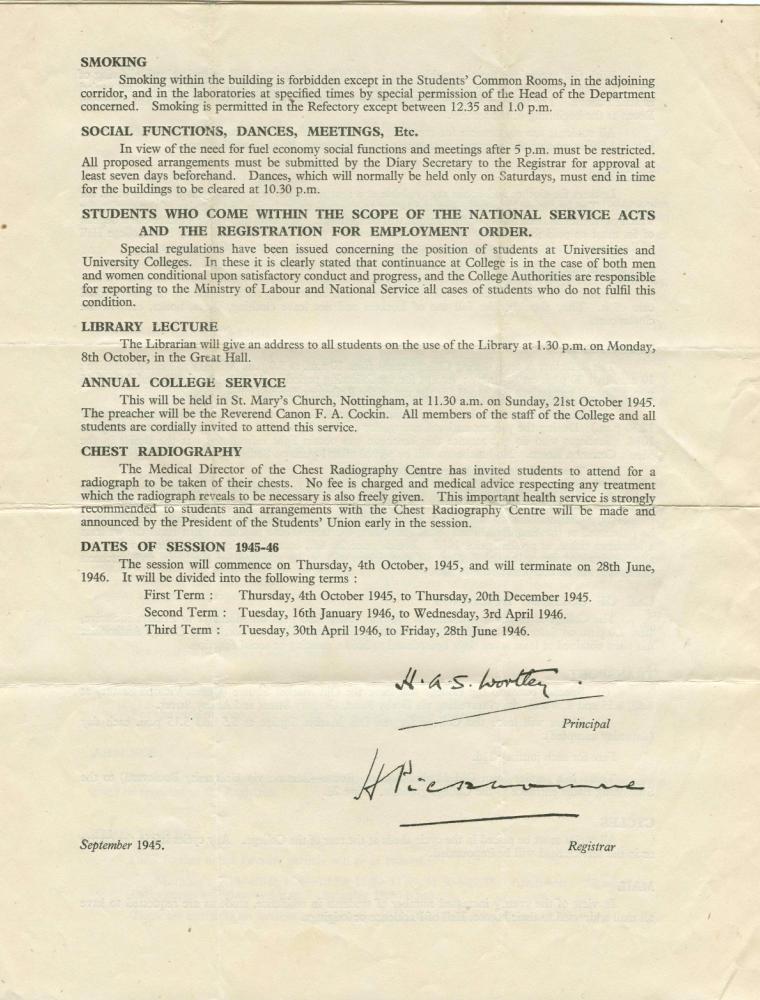 SMOKING
Smoking within the building is forbidden except in the Students' Common Rooms, in the adjoining
corridor, and in the laboratories at specified times by special permission of the Head of the Department
concerned. Smoking is permitted in the Refectory except between 12.35 and 1.0 p.m.
SOCIAL FUNCTIONS, DANCES, MEETINGS, Etc.
In view of the need for fuel economy social functions and meetings after 5 p.m. must be restricted.
All proposed arrangements must be submitted by the Diary Secretary to the Registrar for approval at
least seven days beforehand. Dances, which will normally be held only on Saturdays, must end in time
for the buildings to be cleared at 10.30 p.m.
STUDENTS WHO COME WITHIN THE SCOPE OF THE NATIONAL SERVICE ACTS
AND THE REGISTRATION FOR EMPLOYMENT ORDER.
Special regulations have been issued concerning the position of students at Universities and
University Colleges. In these it is clearly stated that continuance at College is in the case of both men
and women conditional upon satisfactory conduct and progress, and the College Authorities are responsible
for reporting to the Ministry of Labour and National Service all cases of students who do not fulfil this
condition.
LIBRARY LECTURE
The Librarian will give an address to all students on the use of the Library at 1.30 p.m. on Monday,
8th October, in the Great Hall.
ANNUAL COLLEGE SERVICE
This will be held in St. Mary's Church, Nottingham, at 11.30 a.m. on Sunday, 21st October 1945.
The preacher will be the Reverend Canon F. A. Cockin. All members of the staff of the College and all
students are cordially invited to attend this service.
CHEST RADIOGRAPHY
The Medical Director of the Chest Radiography Centre has invited students to attend for a
radiograph to be taken of their chests. No fee is charged and medical advice respecting any treatment
which the radiograph reveals to be necessary is also freely given. This important health service is strongly
recommended to students and arrangements with the Chest Radiography Centre will be made and
announced by the President of the Students' Union early in the session.
DATES OF SESSION 1945-46
The session will commence on Thursday, 4th October, 1945, and will terminate on 28th June,
1946. It will be divided into the following terms :
First Term : Thursday, 4th October 1945, to Thursday, 20th December 1945.
Second Term : Tuesday, 16th January 1946, to Wednesday, 3rd April 1946.
Third Term : Tuesday, 30th April 1946, to Friday, 28th June 1946.
H.A.S. Wortley.
Principal
September 1945.
Registrar